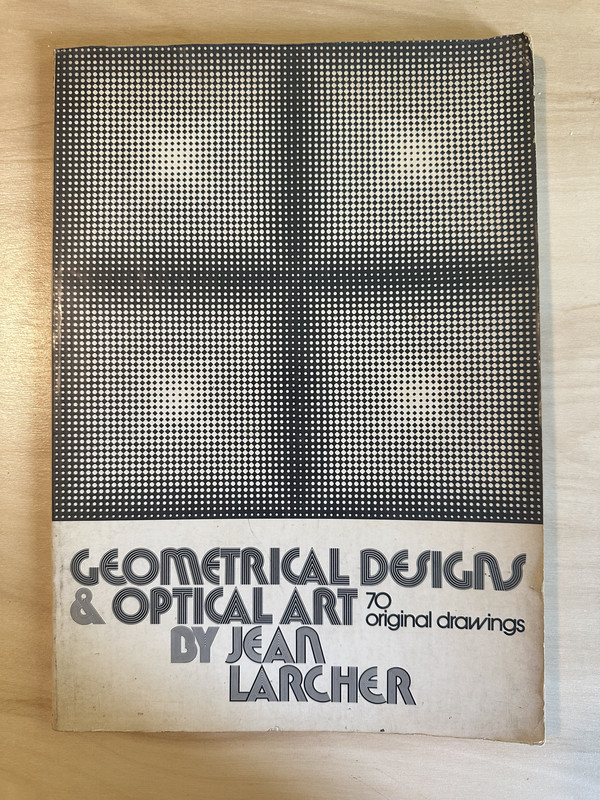 GEOMETRICAL DESIGNS
& OPTICAL ART
70
original drawings
BY JEAN
LARCHER